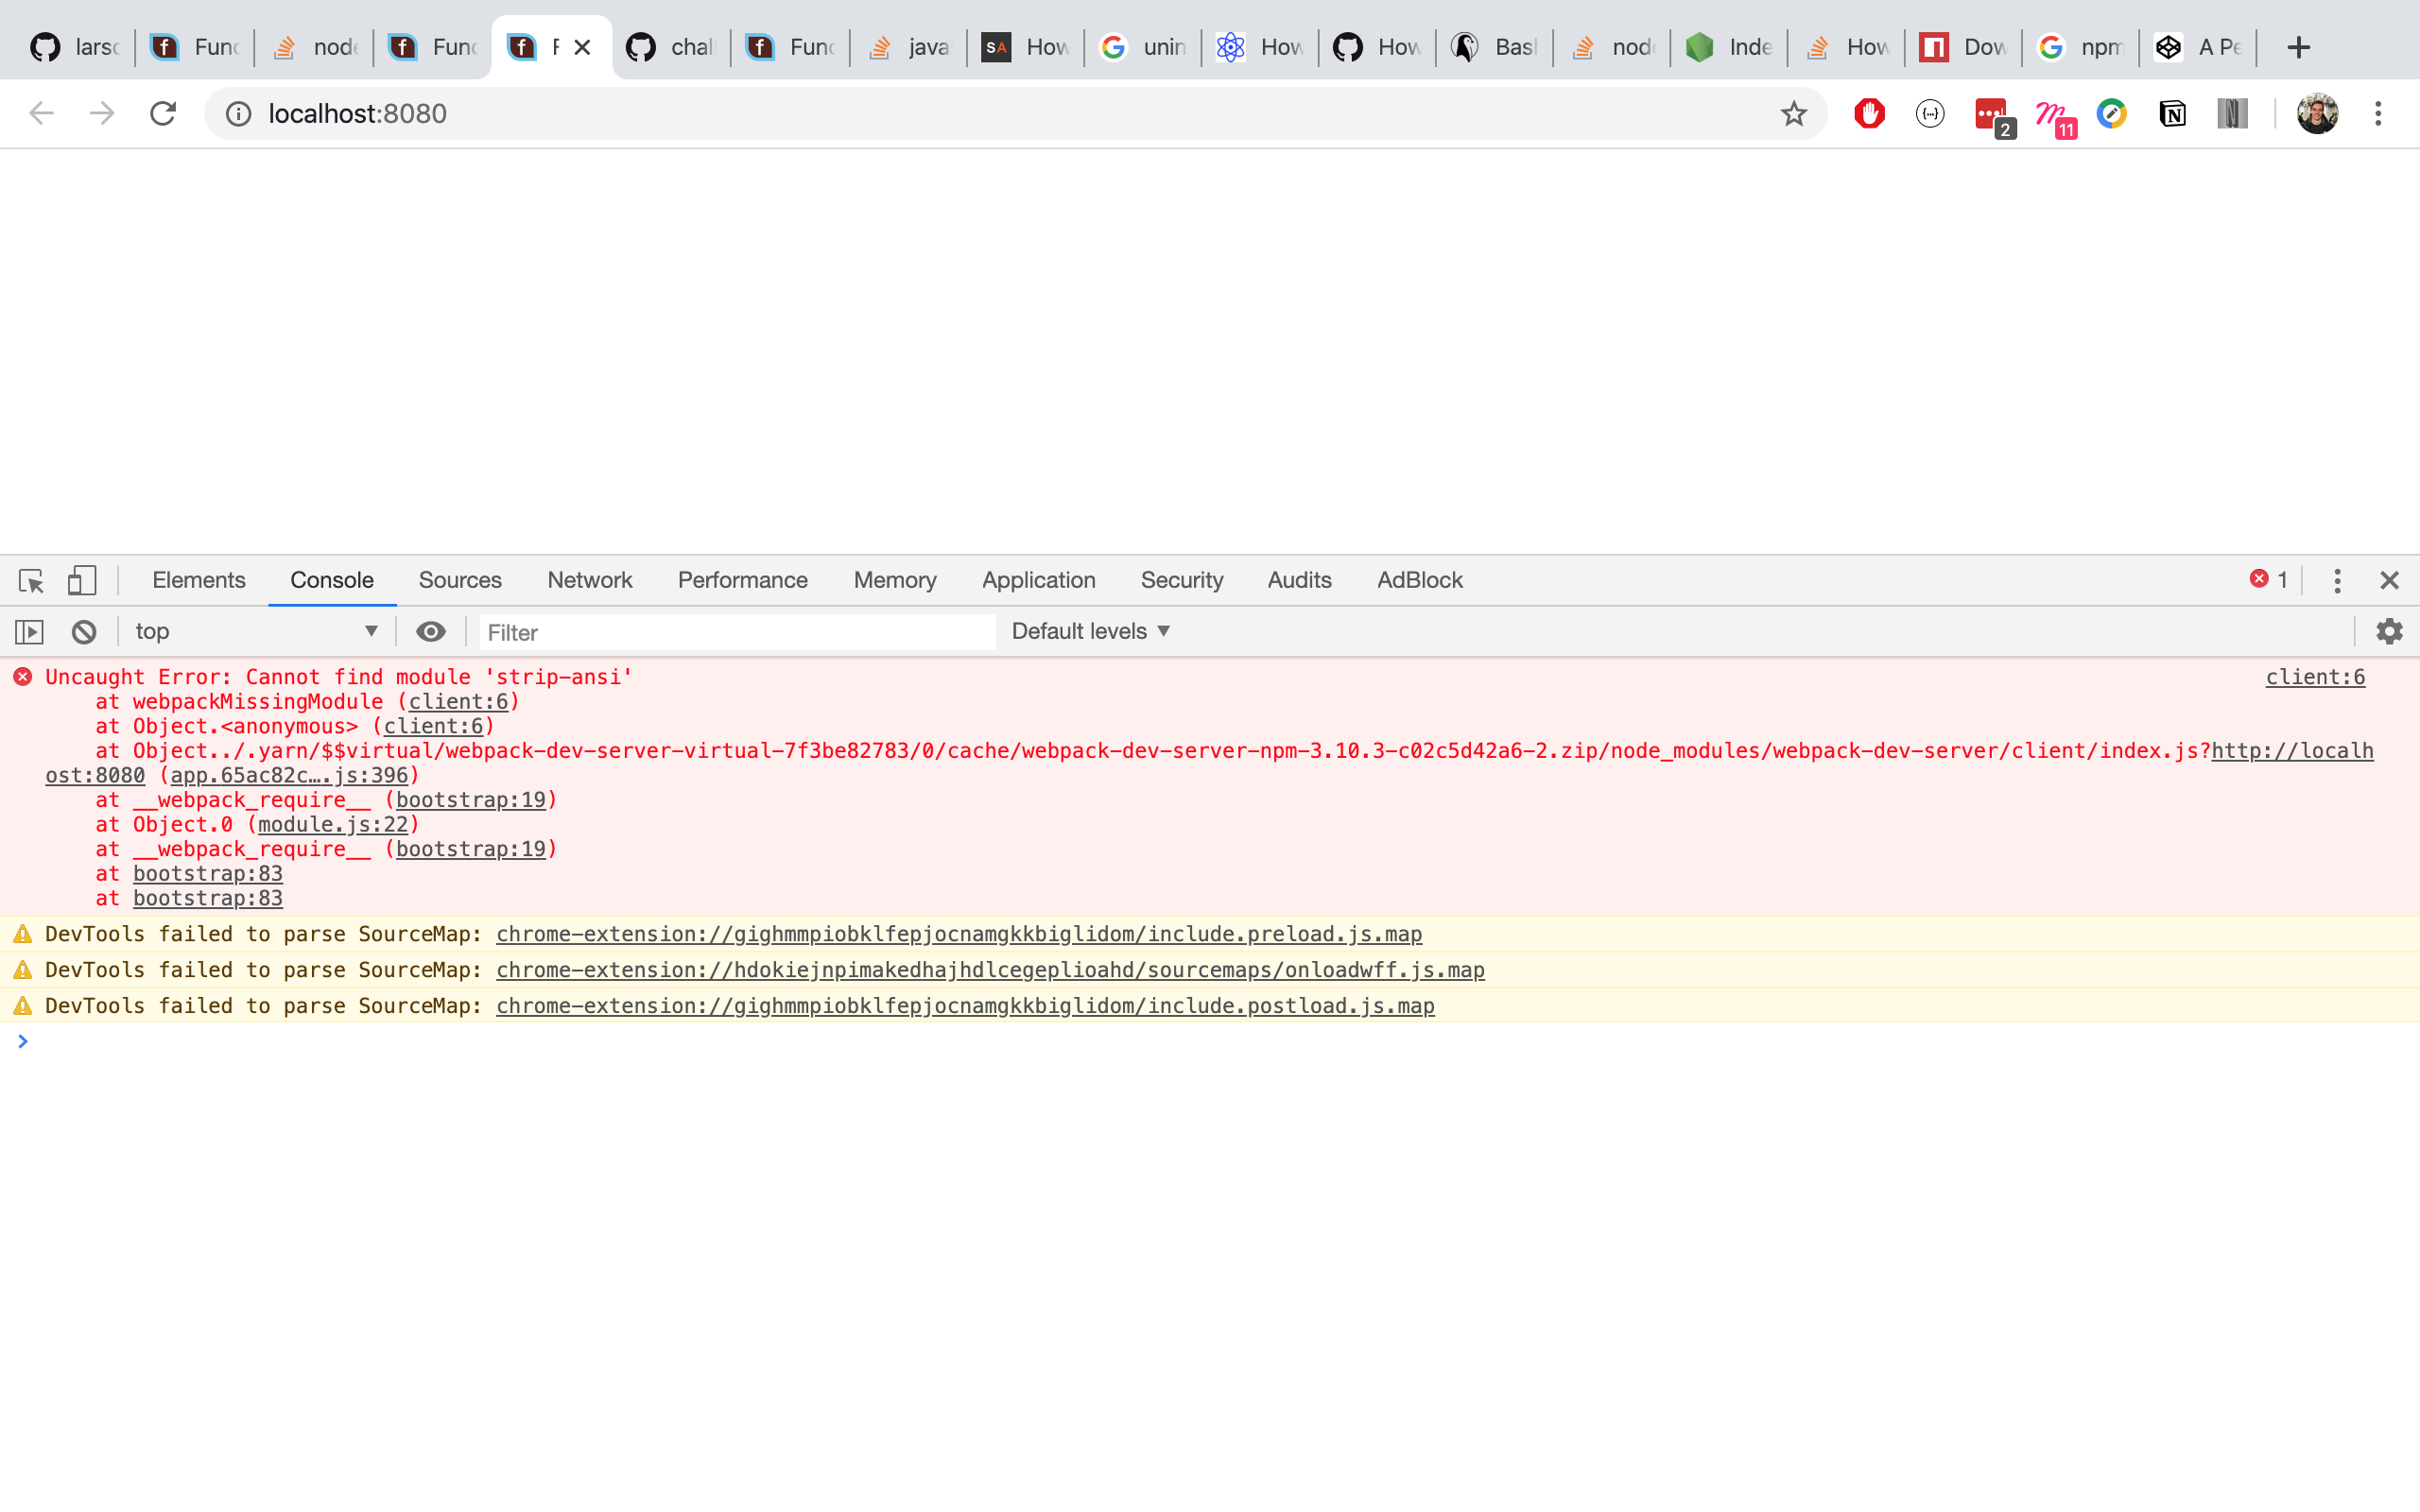 larsc
Func
node
Func
F
chal
Func
java
SA
How
unin
How
How
Bas
node
Inde
How
Dow
npm
A Pe
localhost:8080
2
11
Elements Console Sources Network Performance Memory Application Security Audits AdBlock 1
top Filter Default levels
Uncaught Error: Cannot find module 'strip-ansi' client:6
at webpackMissingModule (client:6)
at Object.<anonymous> (client:6)
at Object../.yarn/$$virtual/webpack-dev-server-virtual-7f3be82783/0/cache/webpack-dev-server-npm-3.10.3-c02c5d42a6-2.zip/node_modules/webpack-dev-server/client/index.js?http://localh
ost:8080 (app.65ac82c….js:396)
at __webpack_require__ (bootstrap:19)
at Object.0 (module.js:22)
at __webpack_require__ (bootstrap:19)
at bootstrap:83
at bootstrap:83
DevTools failed to parse SourceMap: chrome-extension://gighmmpiobklfepjocnamgkkbiglidom/include.preload.js.map
DevTools failed to parse SourceMap: chrome-extension://hdokiejnpimakedhajhdlcegeplioahd/sourcemaps/onloadwff.js.map
DevTools failed to parse SourceMap: chrome-extension://gighmmpiobklfepjocnamgkkbiglidom/include.postload.js.map